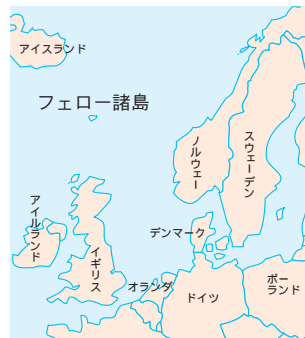 アイスランド
フェロー諸島
ノルウェー
スウェーデン
アイルランド
イギリス
デンマーク
オランダ
ドイツ
ポー
ランド